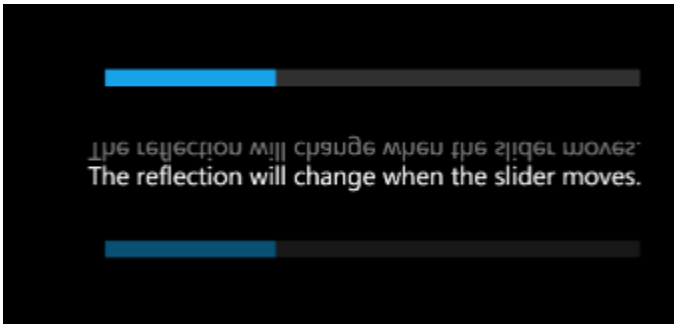 The reflection will change when the slider moves.
The reflection will change when the slider moves.